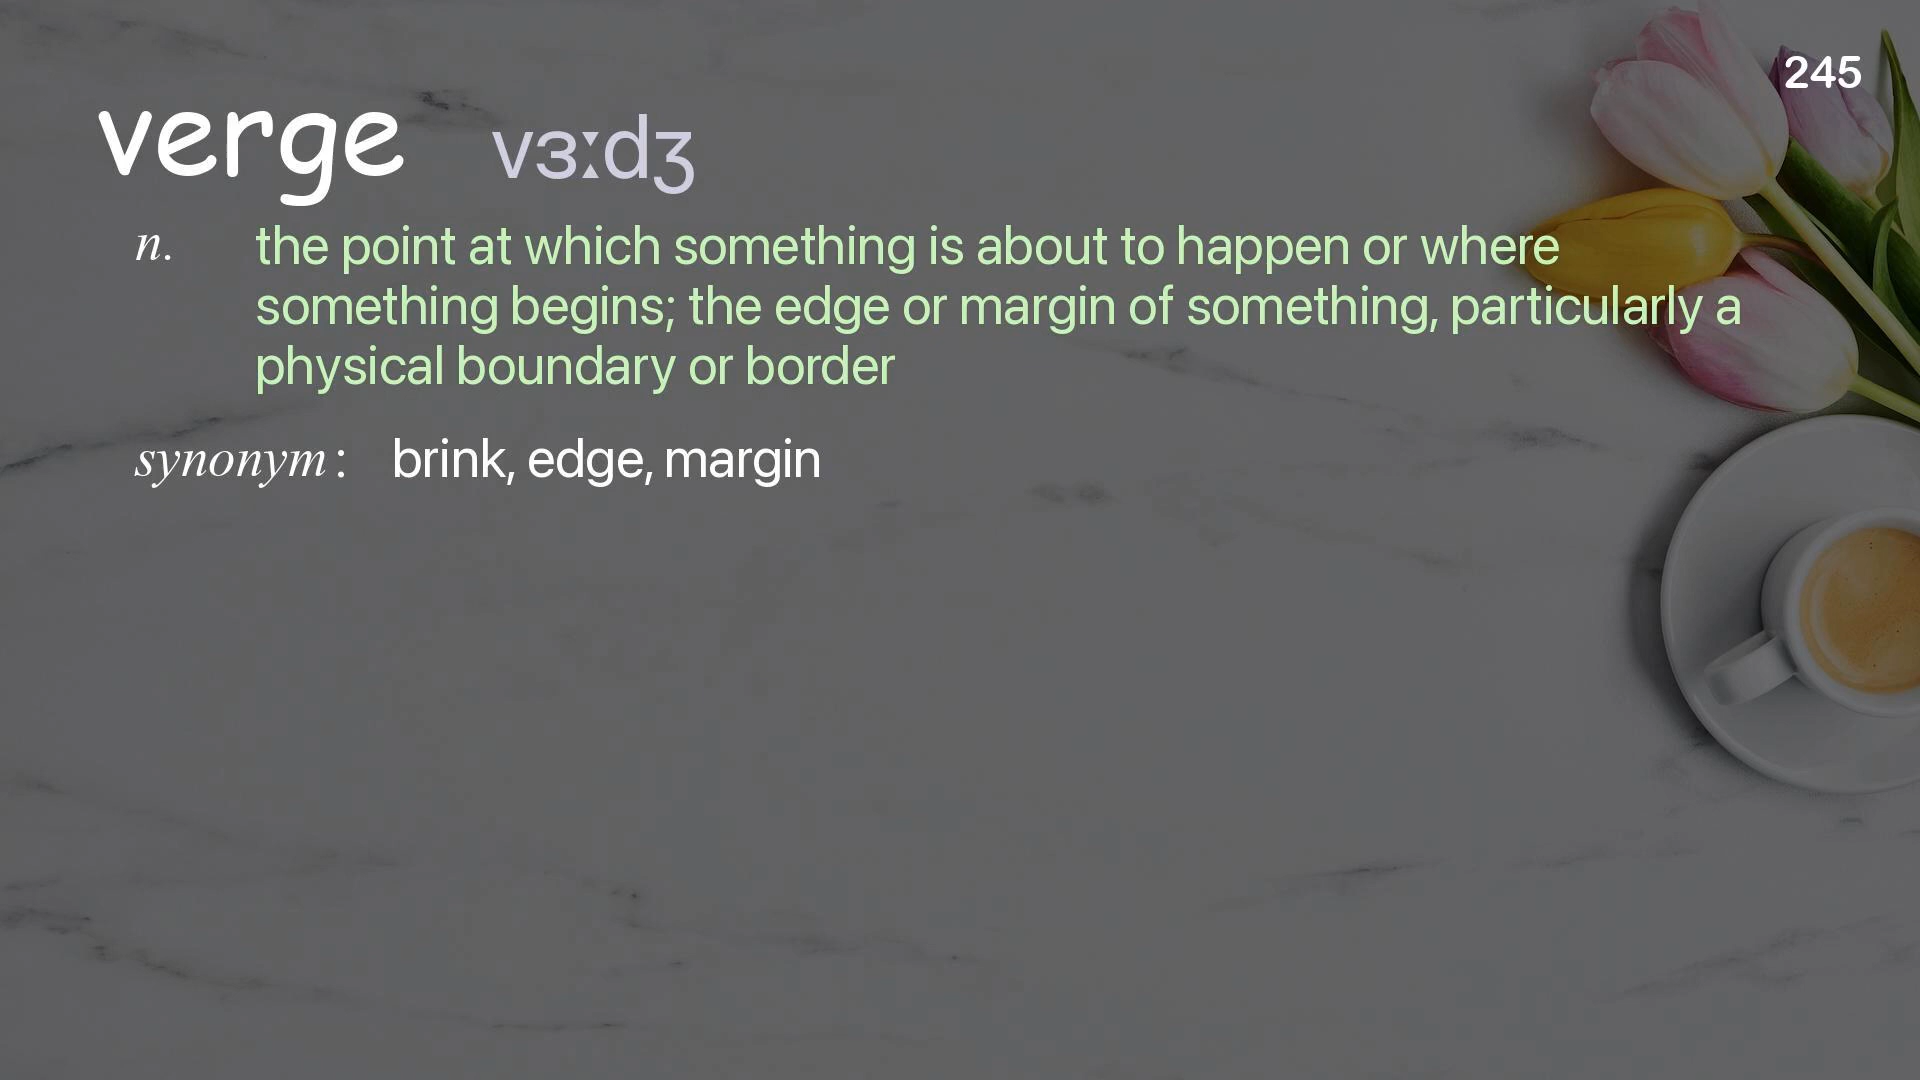 245
verge vɜːdʒ
n. the point at which something is about to happen or where
something begins; the edge or margin of something, particularly a
physical boundary or border
synonym: brink, edge, margin